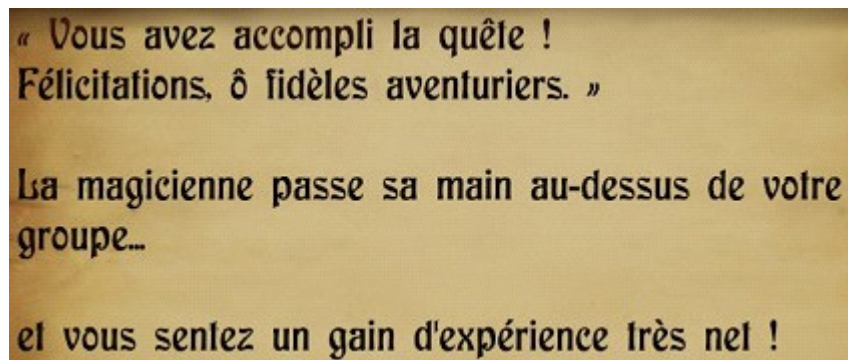 « Vous avez accompli la quête !
Félicitations, ô fidèles aventuriers. »
La magicienne passe sa main au-dessus de votre
groupe...
et vous sentez un gain d'expérience très net !